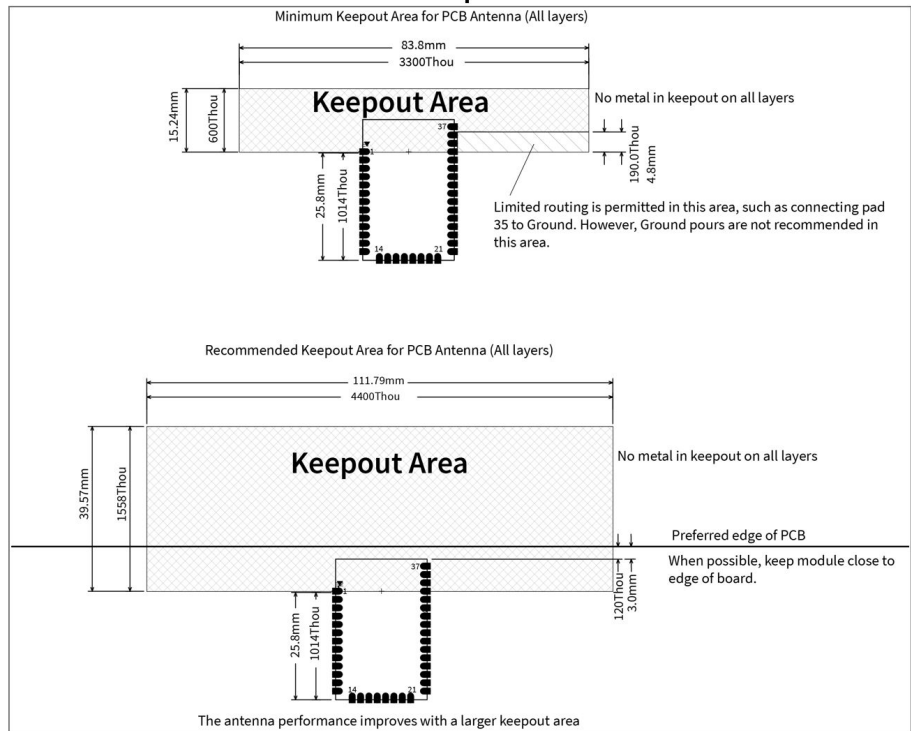 Minimum Keepout Area for PCB Antenna (All layers)
83.8mm
3300Thou
Keepout Area
No metal in keepout on all layers
15.24mm
600Thou
37
1
190.0Thou
4.8mm
25.8mm
1014Thou
Limited routing is permitted in this area, such as connecting pad
35 to Ground. However, Ground pours are not recommended in
this area.
14
21
Recommended Keepout Area for PCB Antenna (All layers)
111.79mm
4400Thou
Keepout Area
No metal in keepout on all layers
39.57mm
1558Thou
Preferred edge of PCB
When possible, keep module close to
edge of board.
37
1
120Thou
3.0mm
25.8mm
1014Thou
14
21
The antenna performance improves with a larger keepout area